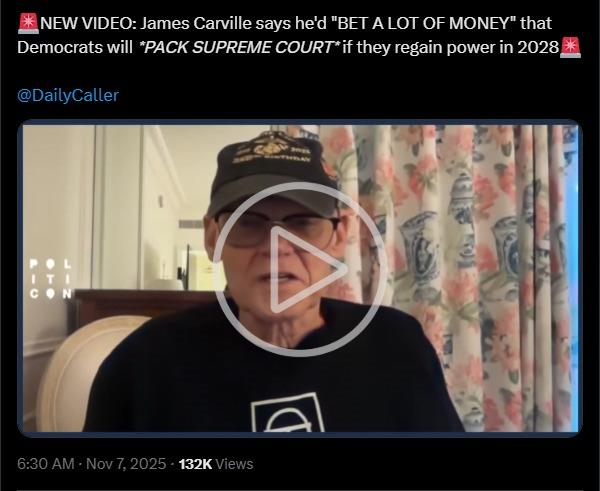 🚨NEW VIDEO: James Carville says he'd "BET A LOT OF MONEY" that
Democrats will *PACK SUPREME COURT* if they regain power in 2028🚨
@DailyCaller
POL
ITI
CON
6:30 AM · Nov 7, 2025 · 132K Views